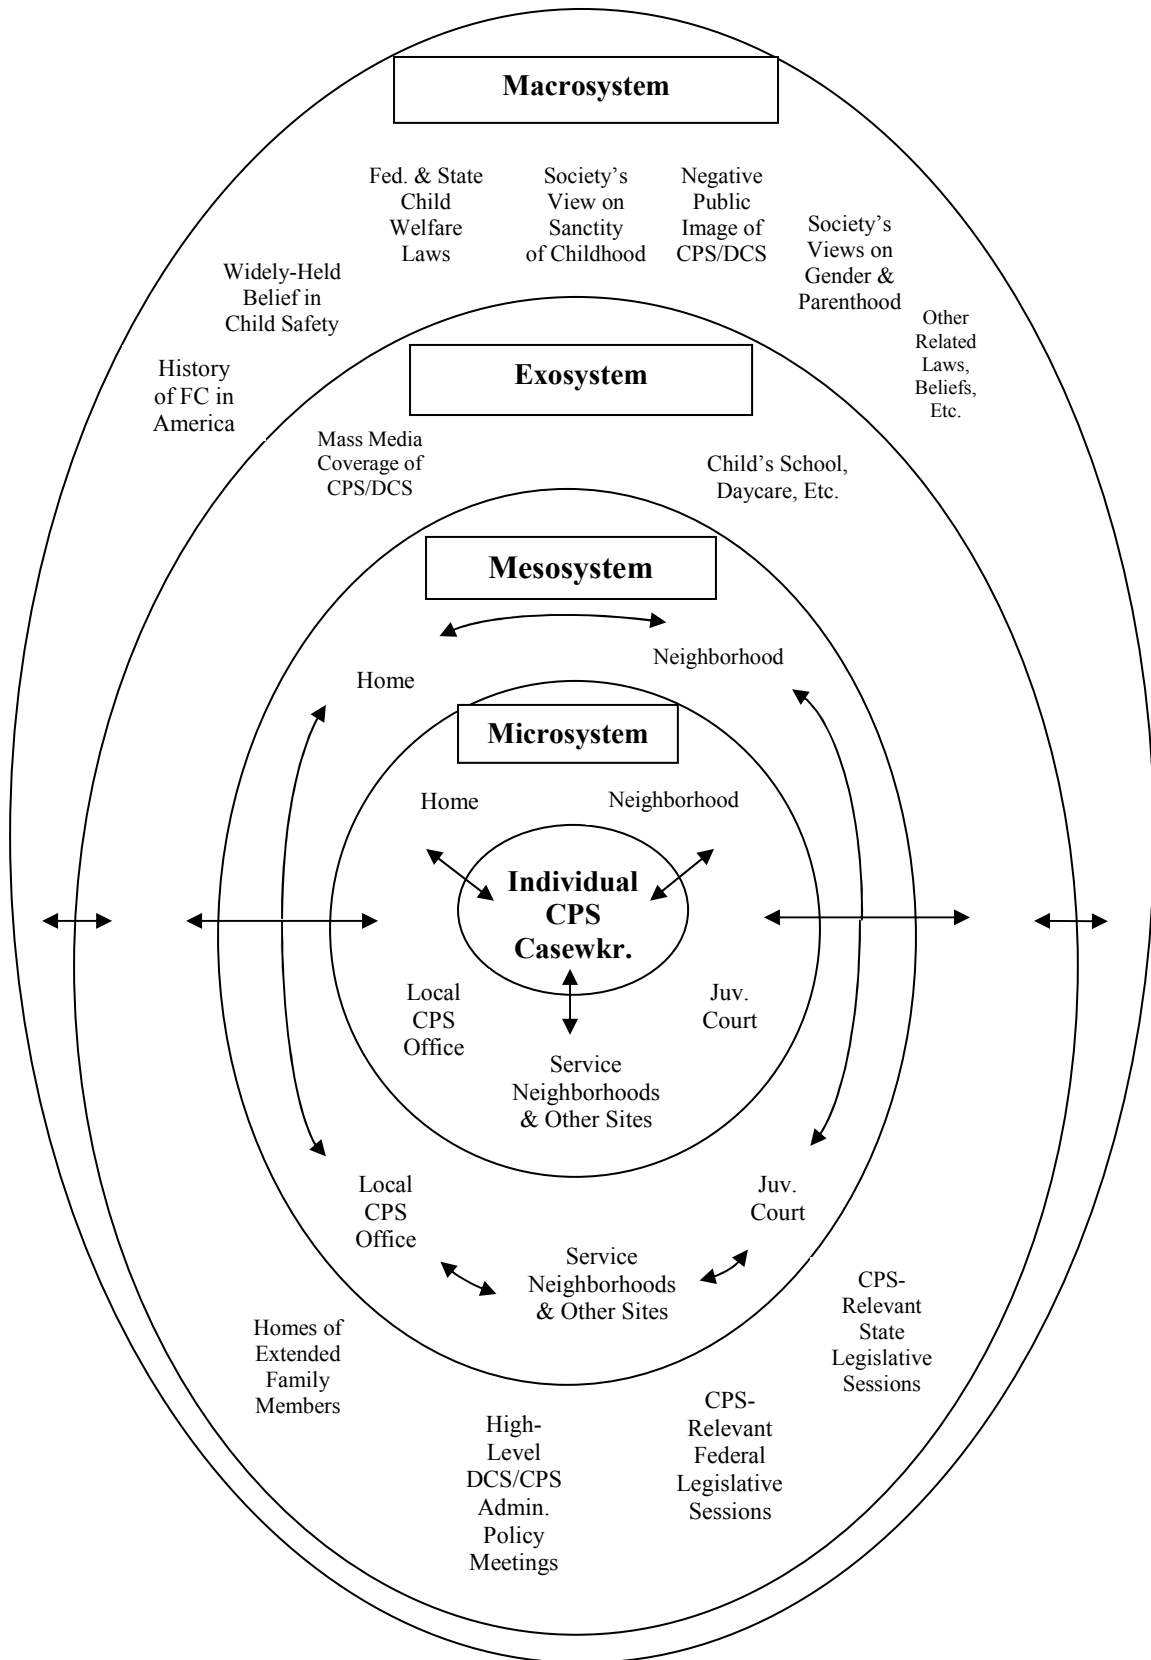 Macrosystem
Fed. & State
Child
Welfare
Laws
Society's
View on
Sanctity
of Childhood
Negative
Public
Image of
CPS/DCS
Society's
Views on
Gender &
Parenthood
Widely-Held
Belief in
Child Safety
Other
Related
Laws,
Beliefs,
Etc.
History
of FC in
America
Exosystem
Mass Media
Coverage of
CPS/DCS
Child's School,
Daycare, Etc.
Mesosystem
Home
Neighborhood
Microsystem
Home
Neighborhood
Individual
CPS
Casewkr.
Local
CPS
Office
Juv.
Court
Service
Neighborhoods
& Other Sites
Local
CPS
Office
Juv.
Court
Service
Neighborhoods
& Other Sites
Homes of
Extended
Family
Members
High-
Level
DCS/CPS
Admin.
Policy
Meetings
CPS-
Relevant
Federal
Legislative
Sessions
CPS-
Relevant
State
Legislative
Sessions